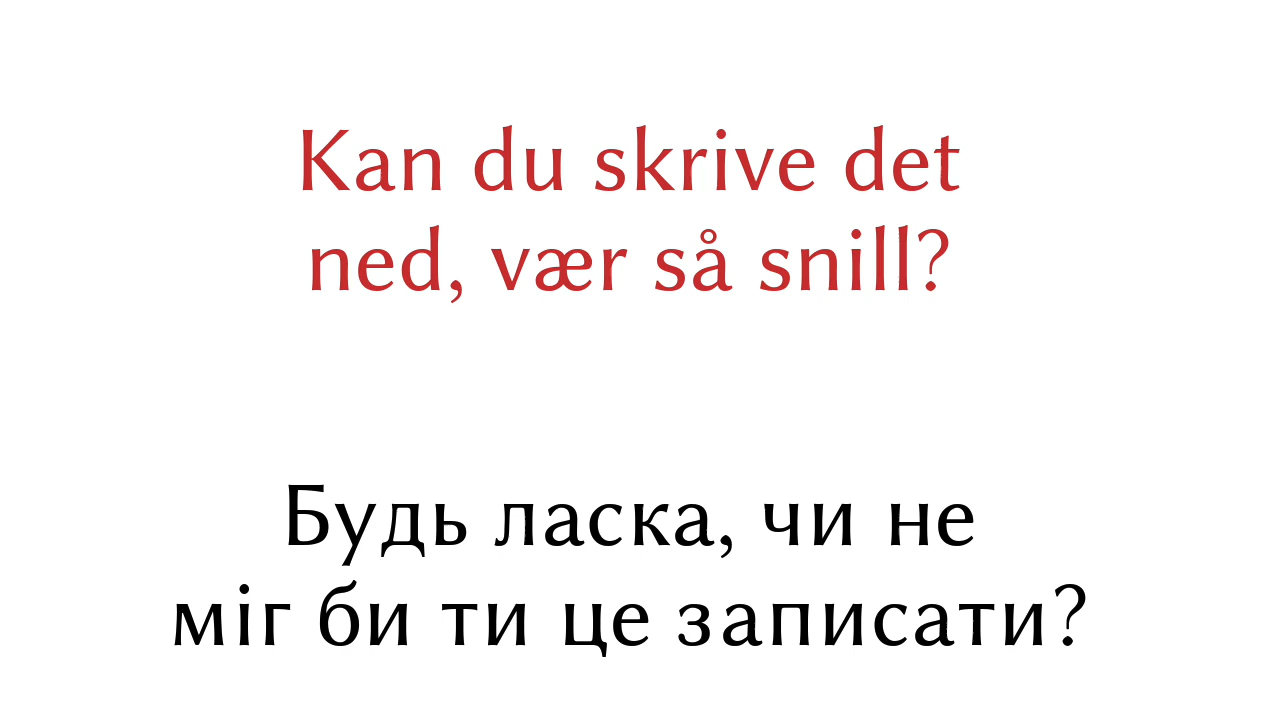 Kan du skrive det
ned, vær så snill?
Будь ласка, чи не
міг би ти це записати?